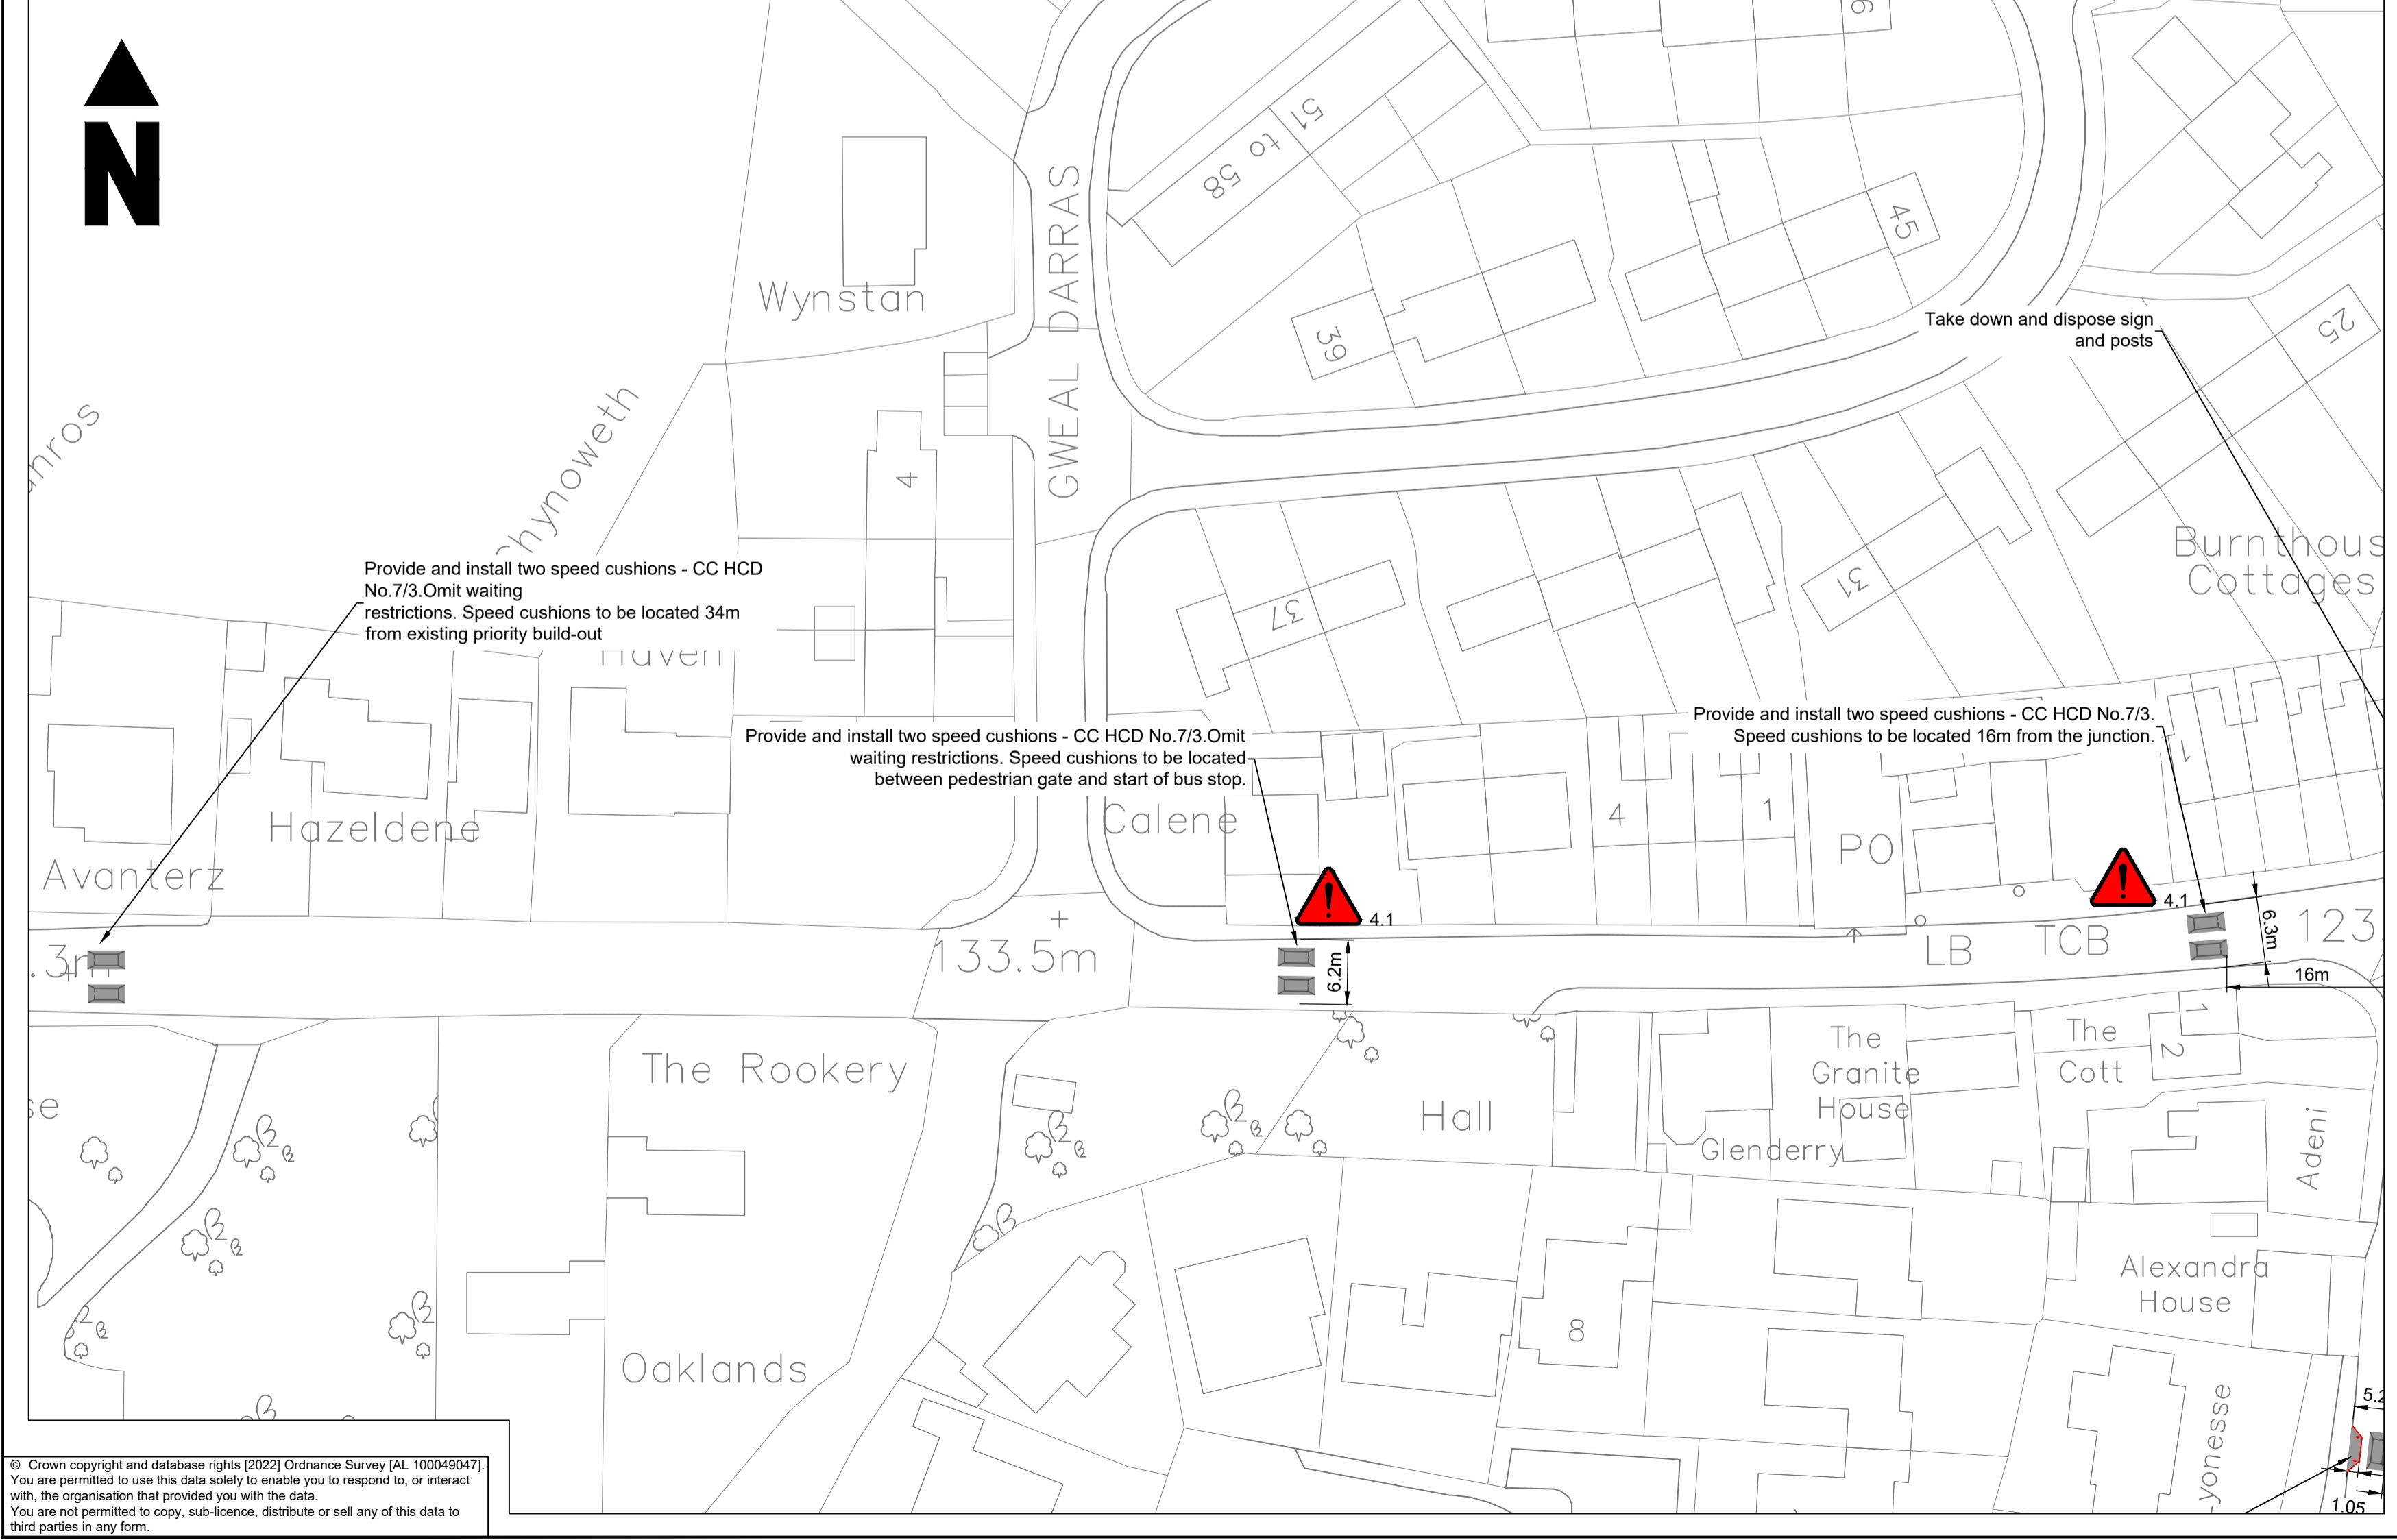 N
51 to 58
6
45
39
25
Wynstan
GWEAL DARRAS
Take down and dispose sign
and posts
4
Chynoweth
Burnthous
Cottages
37
31
Provide and install two speed cushions - CC HCD
No.7/3.Omit waiting
restrictions. Speed cushions to be located 34m
from existing priority build-out
Haven
Provide and install two speed cushions - CC HCD No.7/3.Omit
waiting restrictions. Speed cushions to be located
between pedestrian gate and start of bus stop.
Provide and install two speed cushions - CC HCD No.7/3.
Speed cushions to be located 16m from the junction.
1
Hazeldene
Avanterz
Calene
4
1
PO
!
4.1
!
4.1
133.5m
6.2m
LB
TCB
6.3m
123.
16m
The Rookery
Hall
The
Granite
House
Glenderry
The
Cott
1
2
Adeni
Alexandra
House
8
Oaklands
yonesse
5.2
1.05
© Crown copyright and database rights [2022] Ordnance Survey [AL 100049047].
You are permitted to use this data solely to enable you to respond to, or interact
with, the organisation that provided you with the data.
You are not permitted to copy, sub-licence, distribute or sell any of this data to
third parties in any form.